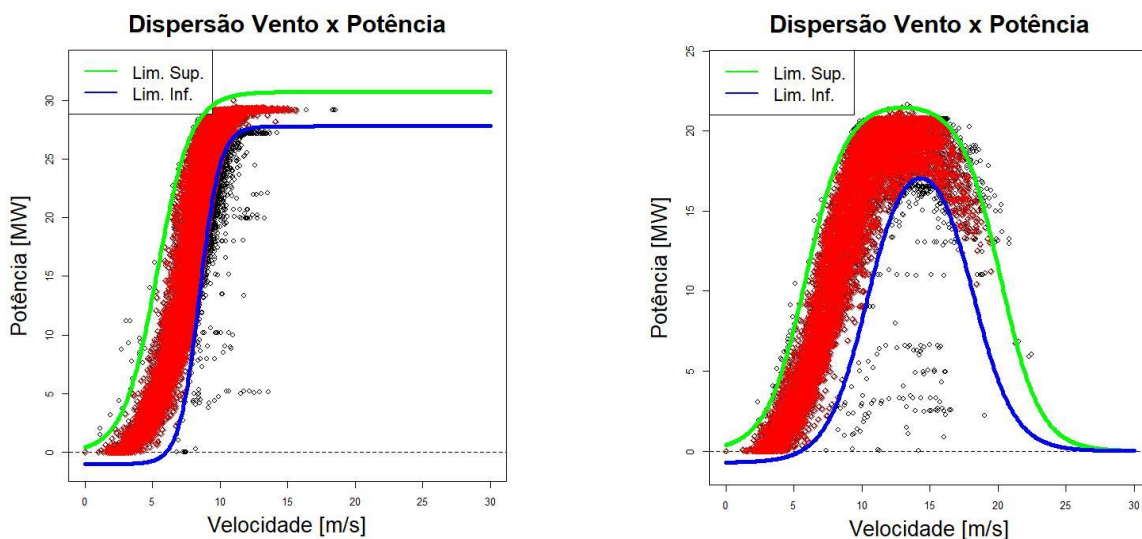 Dispersão Vento x Potência
Lim. Sup.
Lim. Inf.
Potência [MW]
30
25
20
15
10
5
0
0 5 10 15 20 25 30
Velocidade [m/s]
Dispersão Vento x Potência
Lim. Sup.
Lim. Inf.
Potência [MW]
25
20
15
10
5
0
0 5 10 15 20 25 30
Velocidade [m/s]